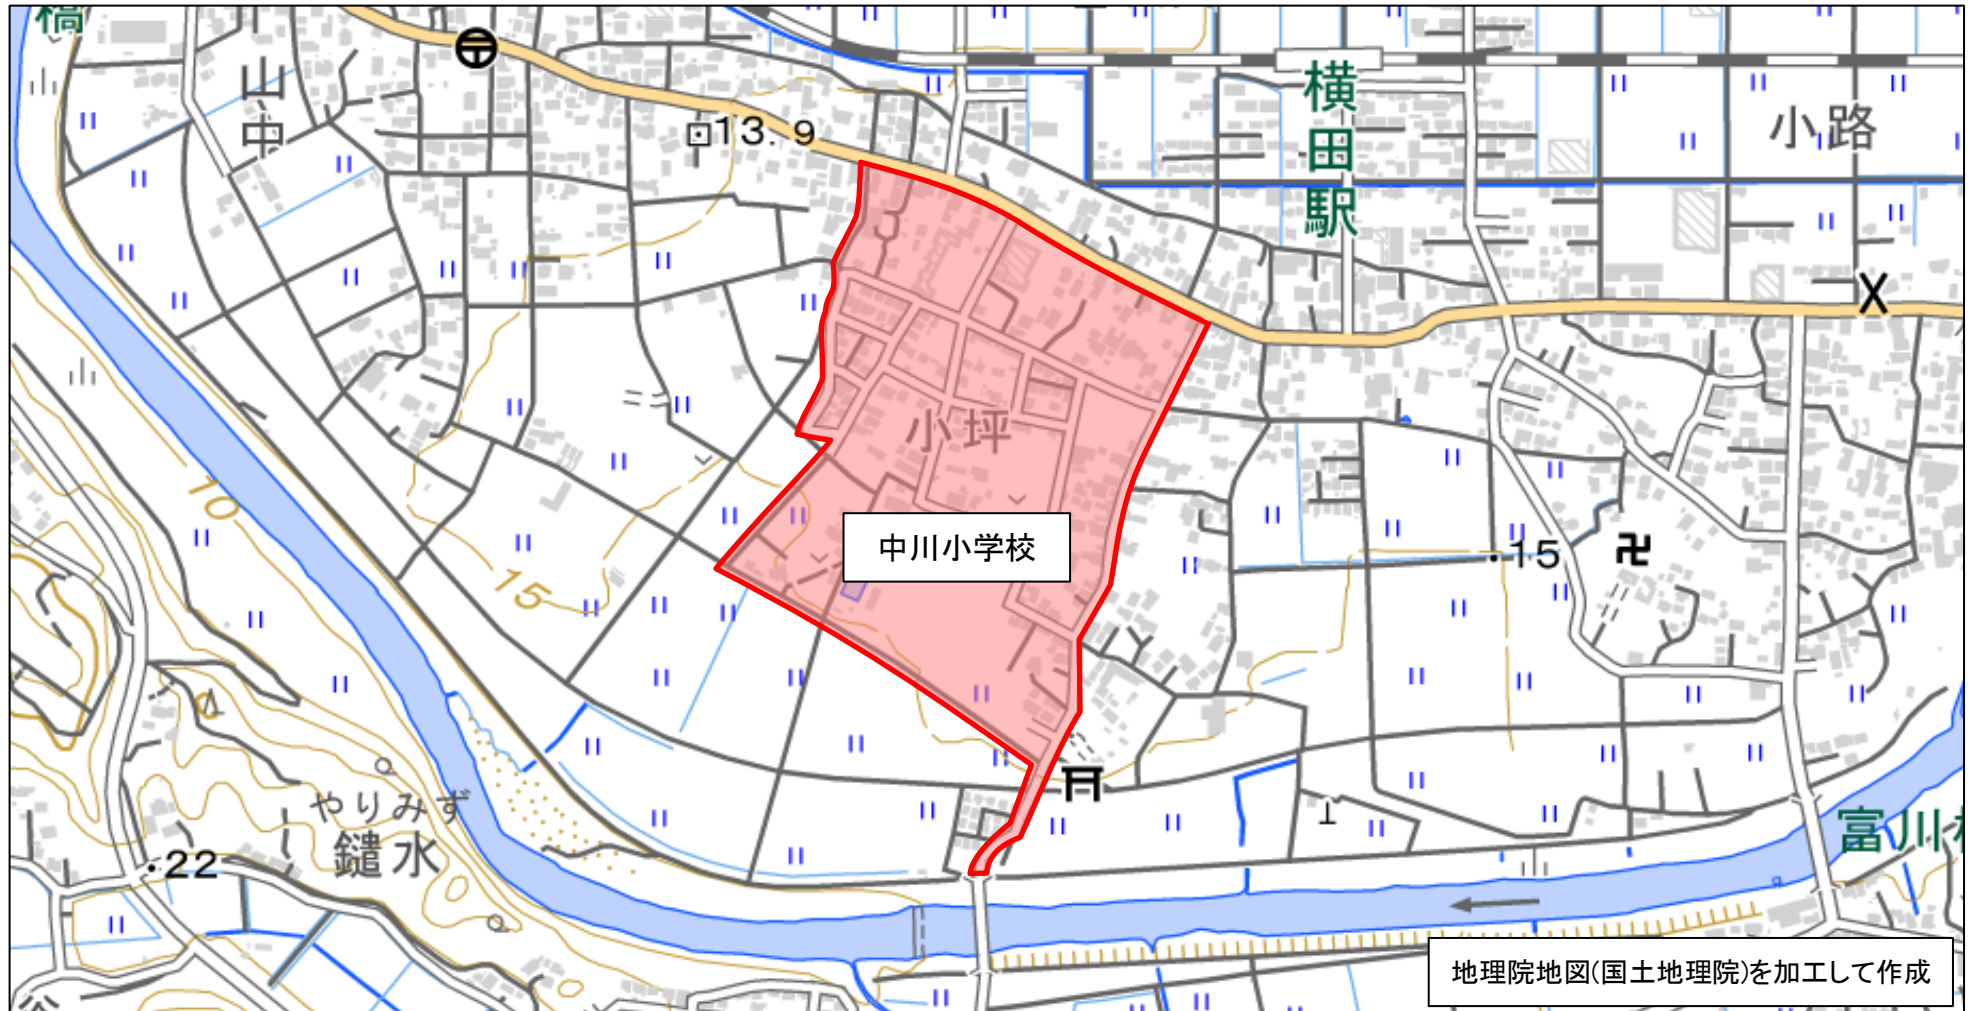 橋
山中
13.9
横田駅
小路
小坪
中川小学校
10
15
15
やりみず
鑓水
22
富川橋
地理院地図(国土地理院)を加工して作成